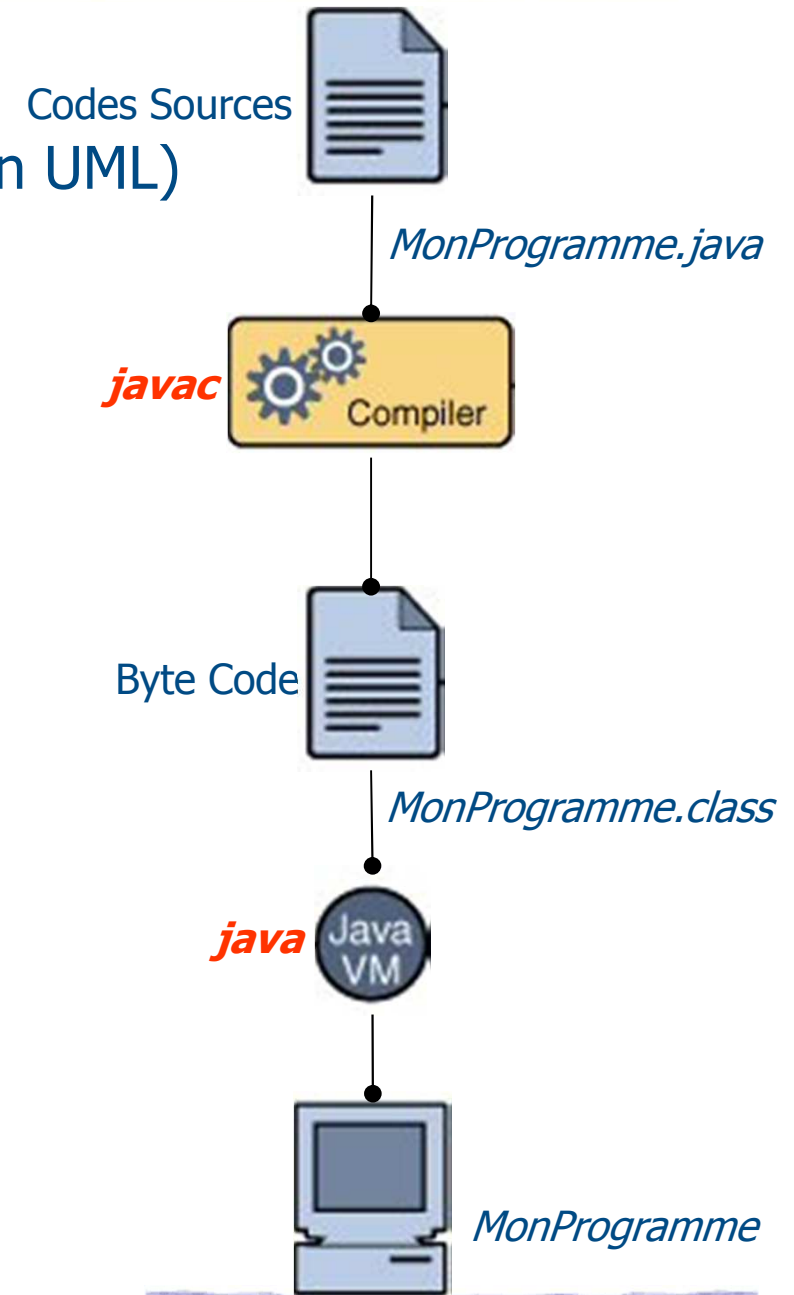 Codes Sources
n UML)
MonProgramme.java
javac
Compiler
Byte Code
MonProgramme.class
java
Java
VM
MonProgramme